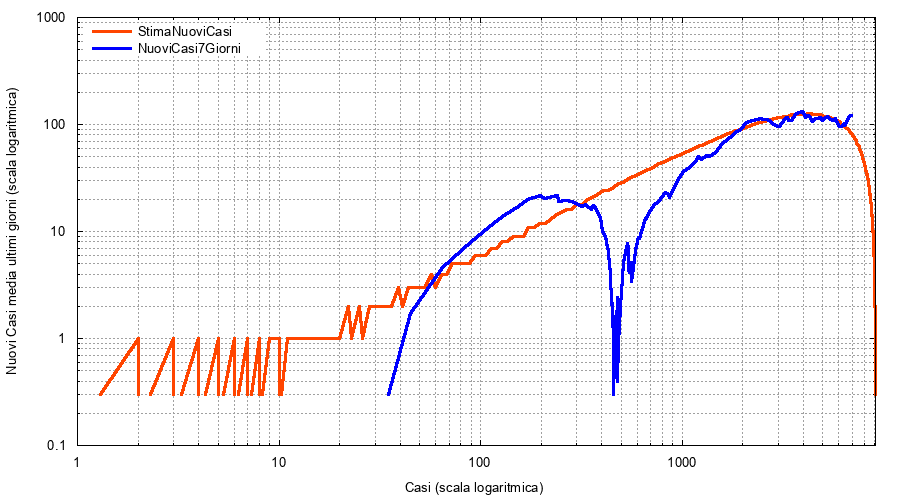 1000
StimaNuoviCasi
NuoviCasi7Giorni
100
10
1
0.1
Nuovi Casi media ultimi giorni (scala logaritmica)
1 10 100 1000
Casi (scala logaritmica)